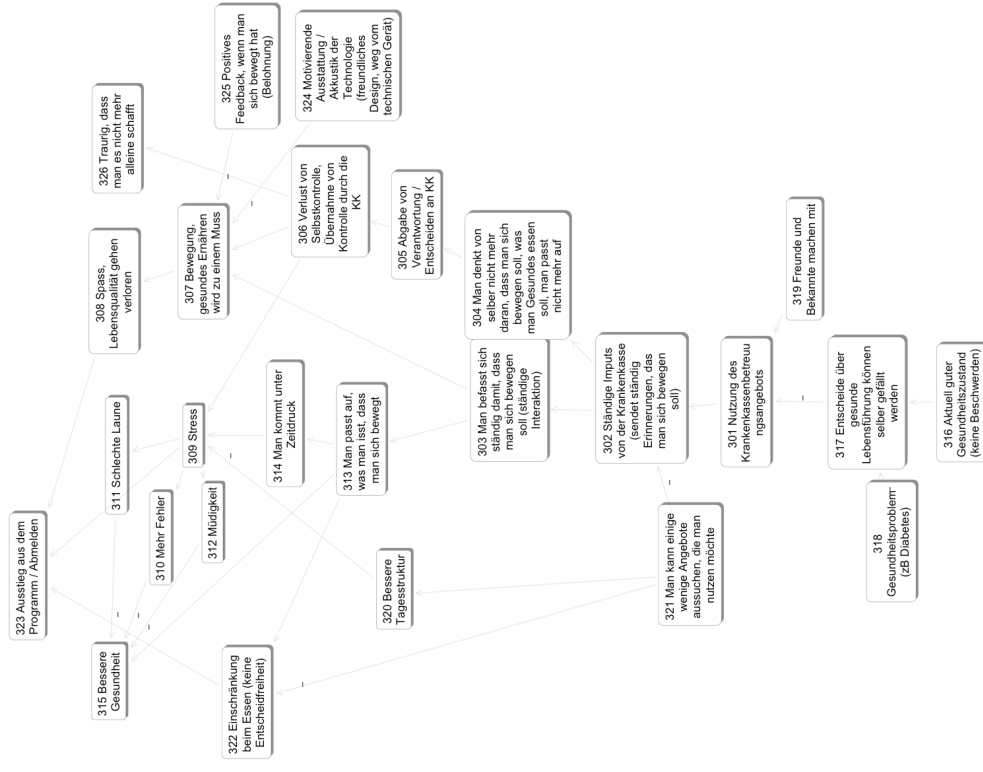 323 Ausstieg aus dem
Programm / Abmelden
326 Traurig, dass
man es nicht mehr
alleine schafft
325 Positives
Feedback, wenn man
sich bewegt hat
(Belohnung)
324 Motivierende
Ausstattung /
Akkustik der
Technologie
(freundliches
Design, weg vom
technischen Gerät)
308 Spass,
Lebensqualität gehen
verloren
307 Bewegung,
gesundes Ernähren
wird zu einem Muss
–
–
306 Verlust von
Selbstkontrolle,
Übernahme von
Kontrolle durch die
KK
305 Abgabe von
Verantwortung /
Entscheiden an KK
311 Schlechte Laune
309 Stress
310 Mehr Fehler
312 Müdigkeit
–
314 Man kommt unter
Zeitdruck
313 Man passt auf,
was man isst, dass
man sich bewegt
304 Man denkt von
selber nicht mehr
daran, dass man sich
bewegen soll, was
man Gesundes essen
soll, man passt
nicht mehr auf
303 Man befasst sich
ständig damit, dass
man sich bewegen
soll (ständige
Interaktion)
302 Ständige Imputs
von der Krankenkasse
(sendet ständig
Erinnerungen, das
man sich bewegen
soll)
301 Nutzung des
Krankenkassenbetreuu
ngsangebots
319 Freunde und
Bekannte machen mit
–
317 Entscheide über
gesunde
Lebensführung können
selber gefällt
werden
316 Aktuell guter
Gesundheitszustand
(keine Beschwerden)
–
–
–
315 Bessere
Gesundheit
320 Bessere
Tagesstruktur
322 Einschränkung
beim Essen (keine
Entscheidfreiheit)
–
–
321 Man kann einige
wenige Angebote
aussuchen, die man
nutzen möchte
–
318
Gesundheitsproblem
(zB Diabetes)